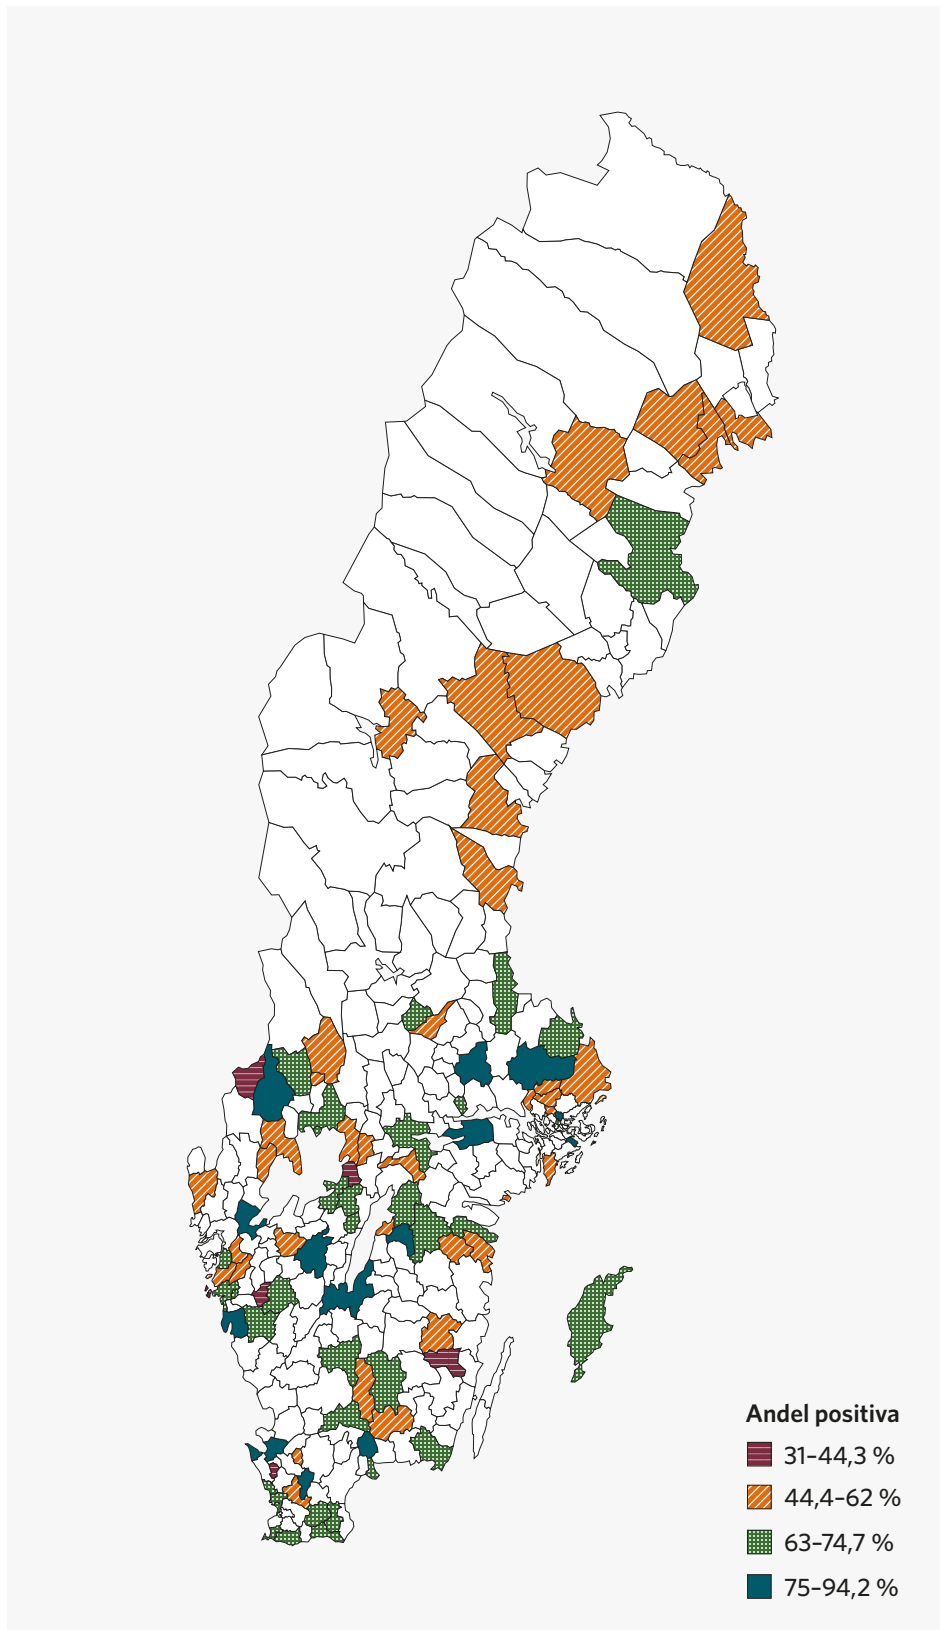 Andel positiva
31–44,3 %
44,4–62 %
63–74,7 %
75–94,2 %